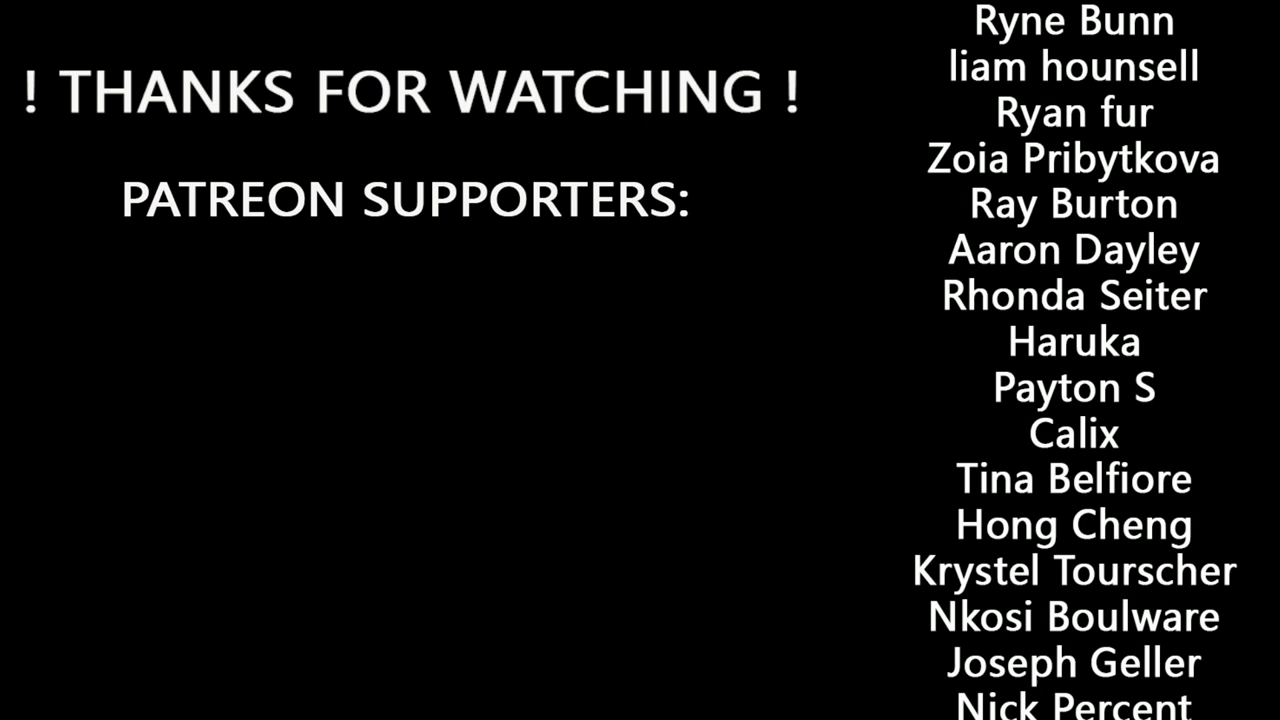 ! THANKS FOR WATCHING !
PATREON SUPPORTERS:
Ryne Bunn
liam hounsell
Ryan fur
Zoia Pribytkova
Ray Burton
Aaron Dayley
Rhonda Seiter
Haruka
Payton S
Calix
Tina Belfiore
Hong Cheng
Krystel Tourscher
Nkosi Boulware
Joseph Geller
Nick Percent